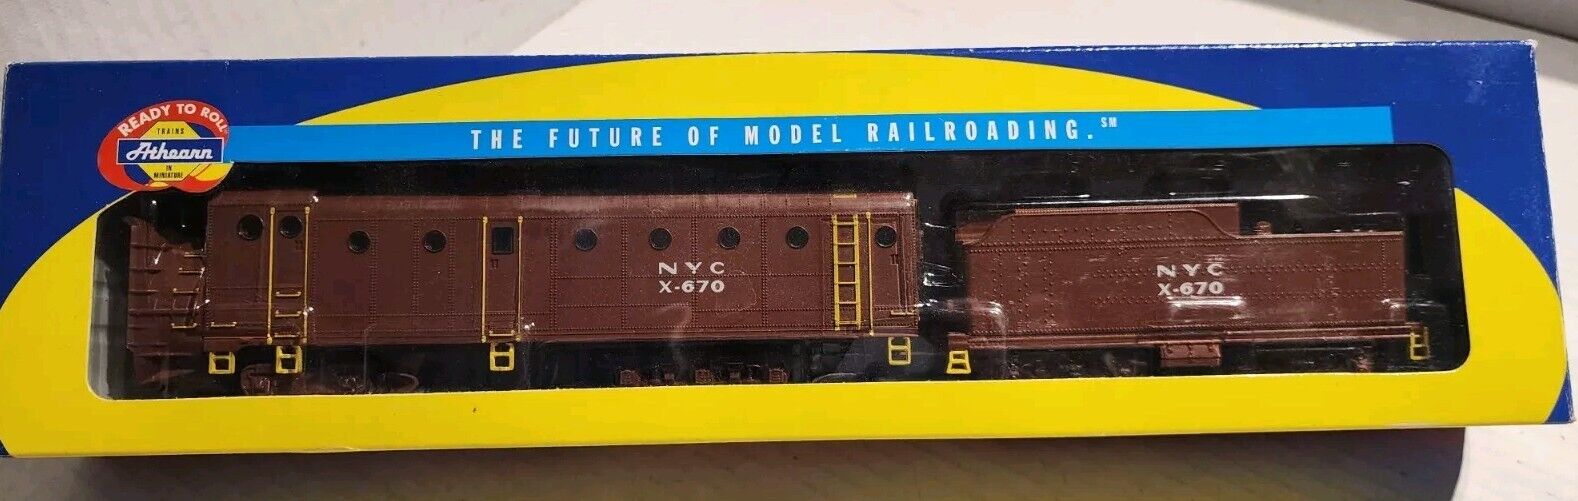 READY TO ROLL
TRAINS
Athearn
IN
MINIATURE
THE FUTURE OF MODEL RAILROADING.℠
NYC
X-670
NYC
X-670